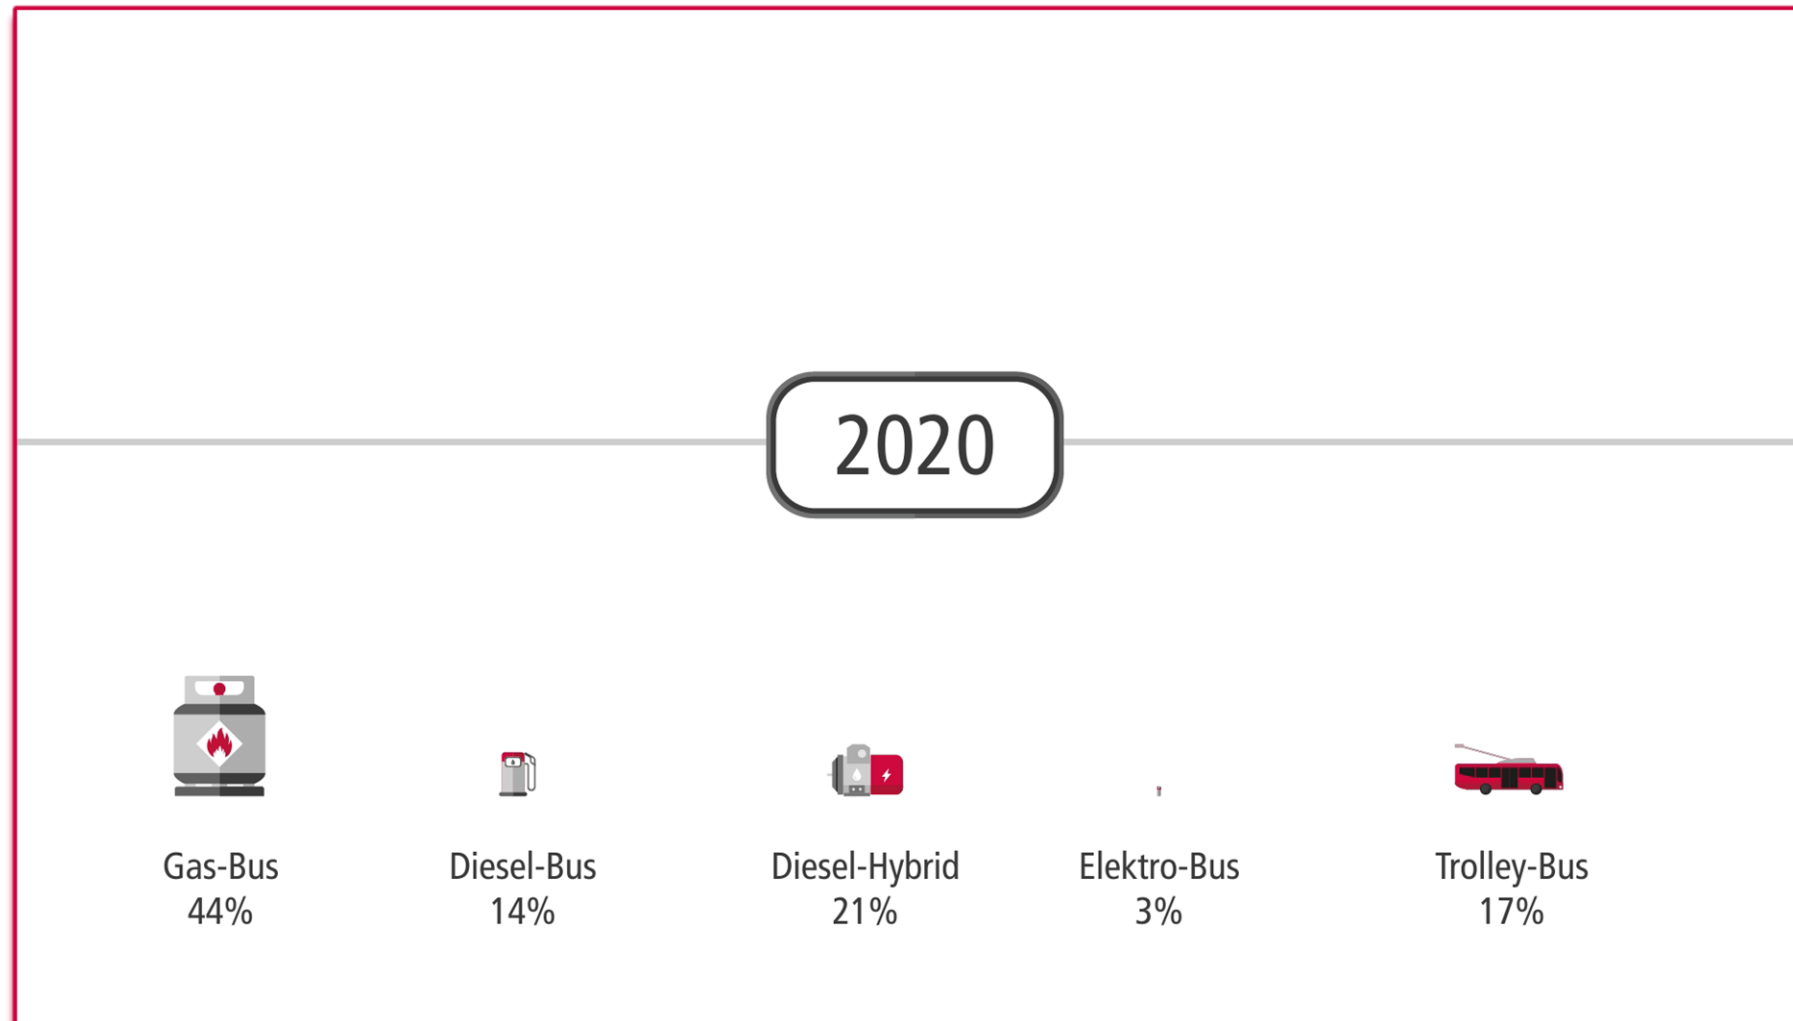 2020
Gas-Bus
44%
Diesel-Bus
14%
Diesel-Hybrid
21%
Elektro-Bus
3%
Trolley-Bus
17%